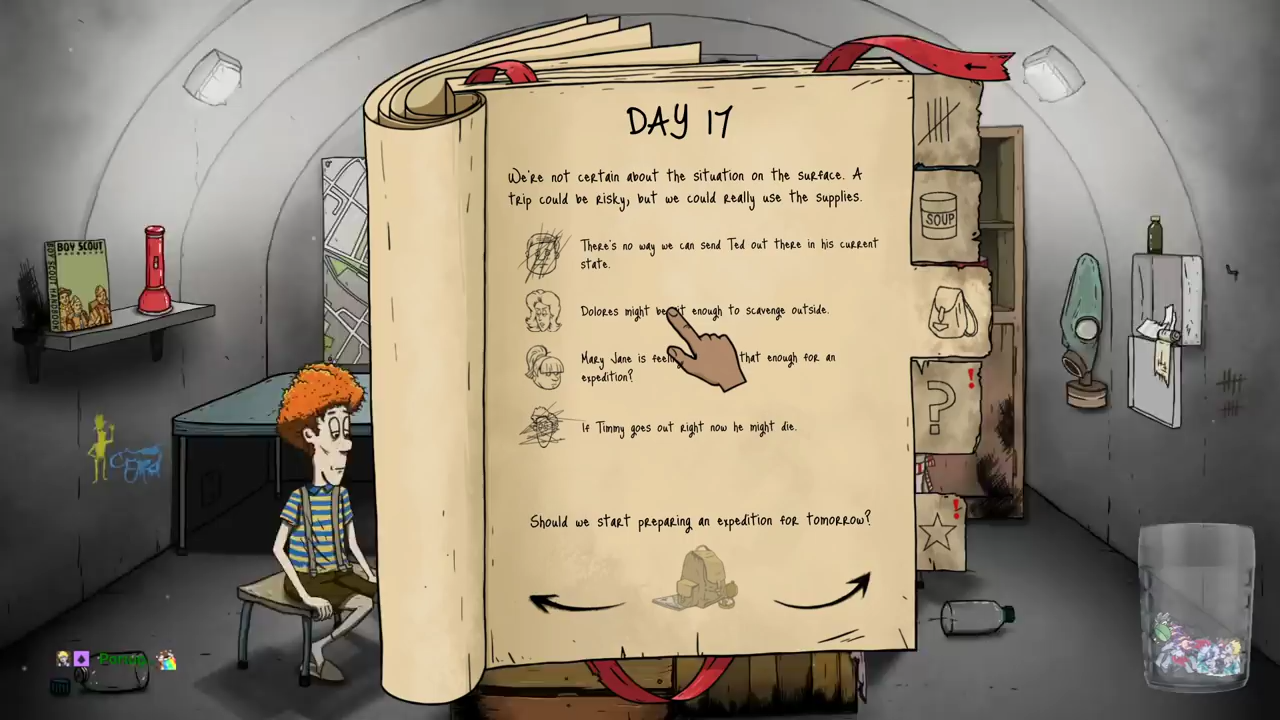 DAY 17
We're not certain about the situation on the surface. A
trip could be risky, but we could really use the supplies.
There's no way we can send Ted out there in his current
state.
Dolores might be enough to scavenge outside.
Mary Jane is that enough for an
expedition?
If Timmy goes out right now he might die.
Should we start preparing an expedition for tomorrow?
SOUP
BOY SCOUT
BOY SCOUT HANDBOOK